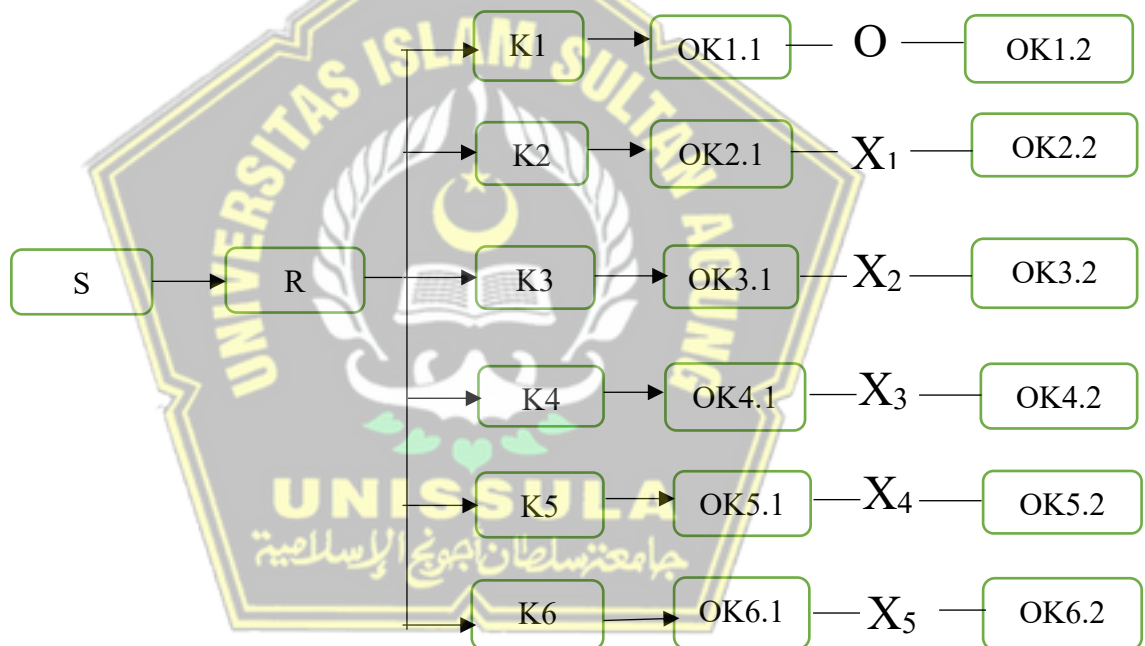 K1 OK1.1 O OK1.2
K2 OK2.1 X₁ OK2.2
S R K3 OK3.1 X₂ OK3.2
K4 OK4.1 X₃ OK4.2
K5 OK5.1 X₄ OK5.2
K6 OK6.1 X₅ OK6.2
UNIVERSITAS ISLAM SULTAN AGUNG
UNISSULA
جامعة سلطان أجونج الإسلامية